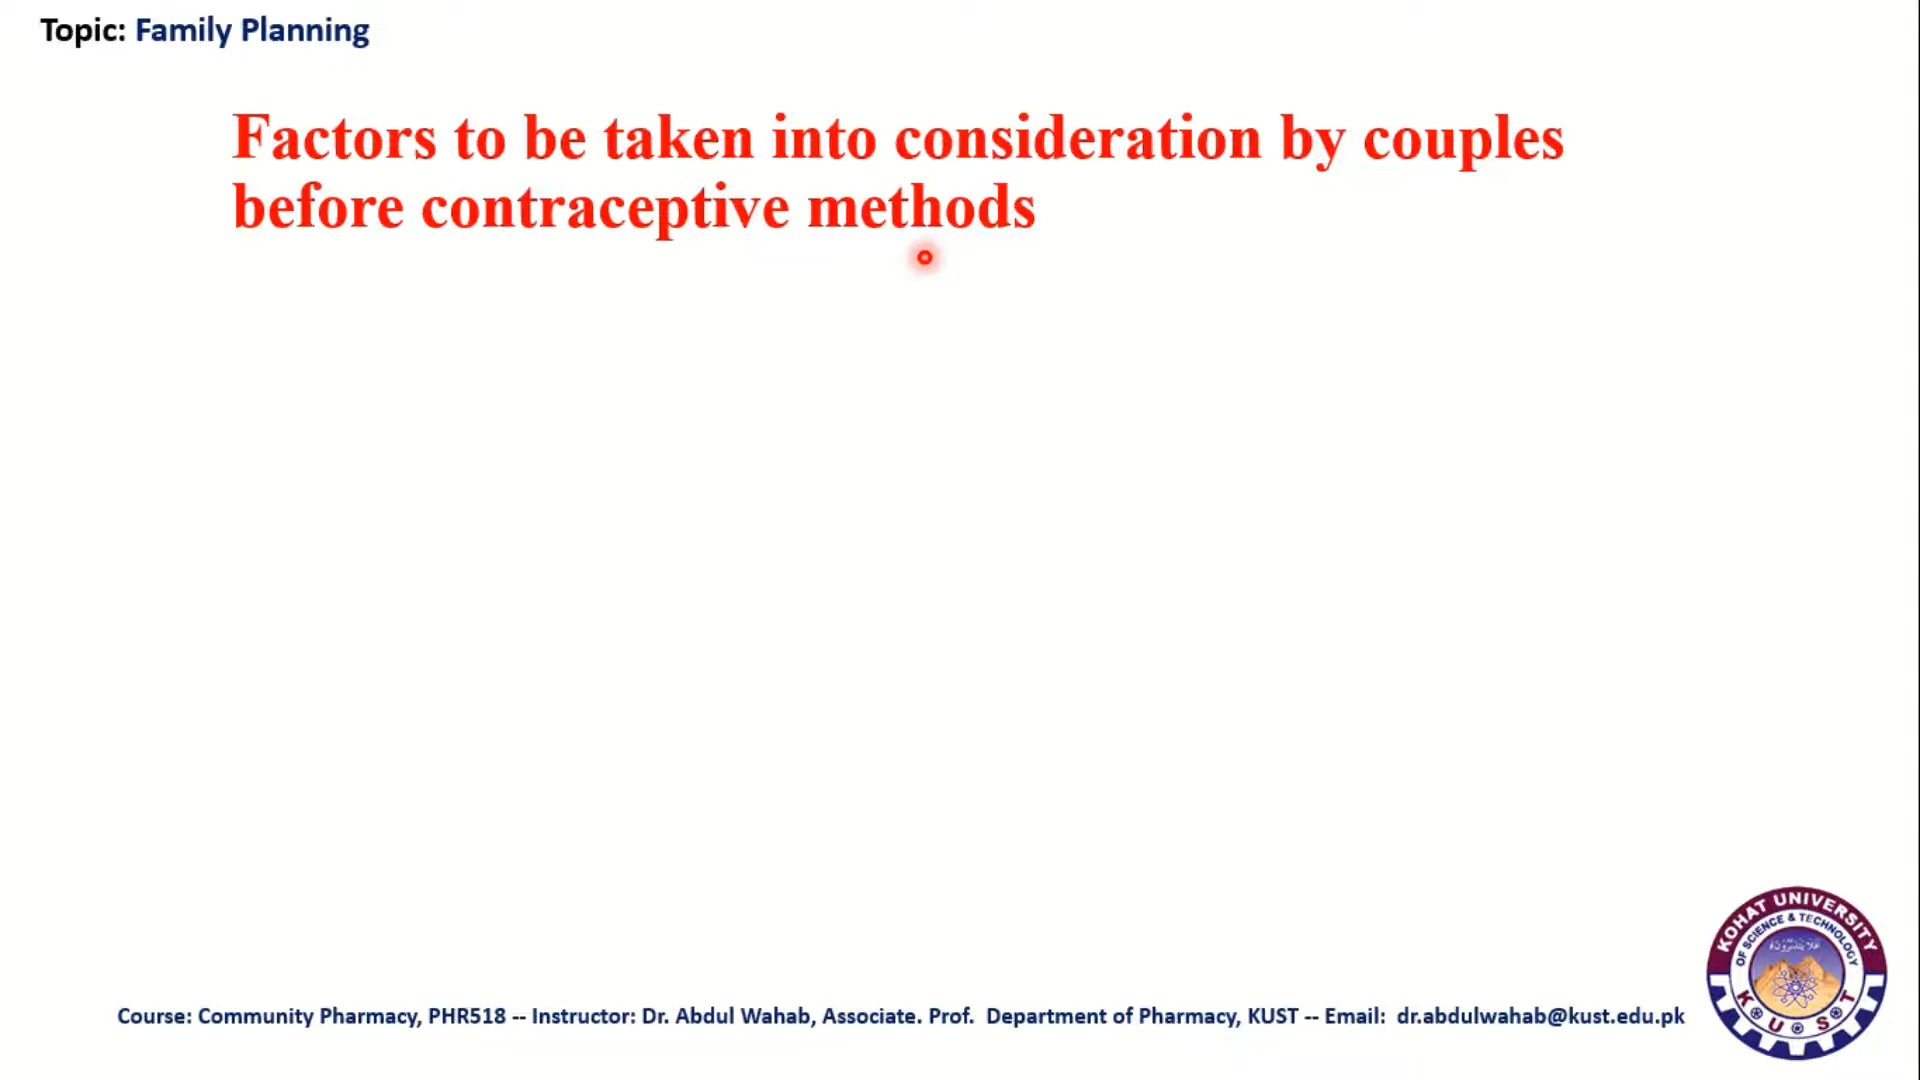 Topic: Family Planning
Factors to be taken into consideration by couples
before contraceptive methods
Course: Community Pharmacy, PHR518 -- Instructor: Dr. Abdul Wahab, Associate. Prof.  Department of Pharmacy, KUST -- Email:  dr.abdulwahab@kust.edu.pk
KOHAT UNIVERSITY
OF SCIENCE & TECHNOLOGY
K U S T